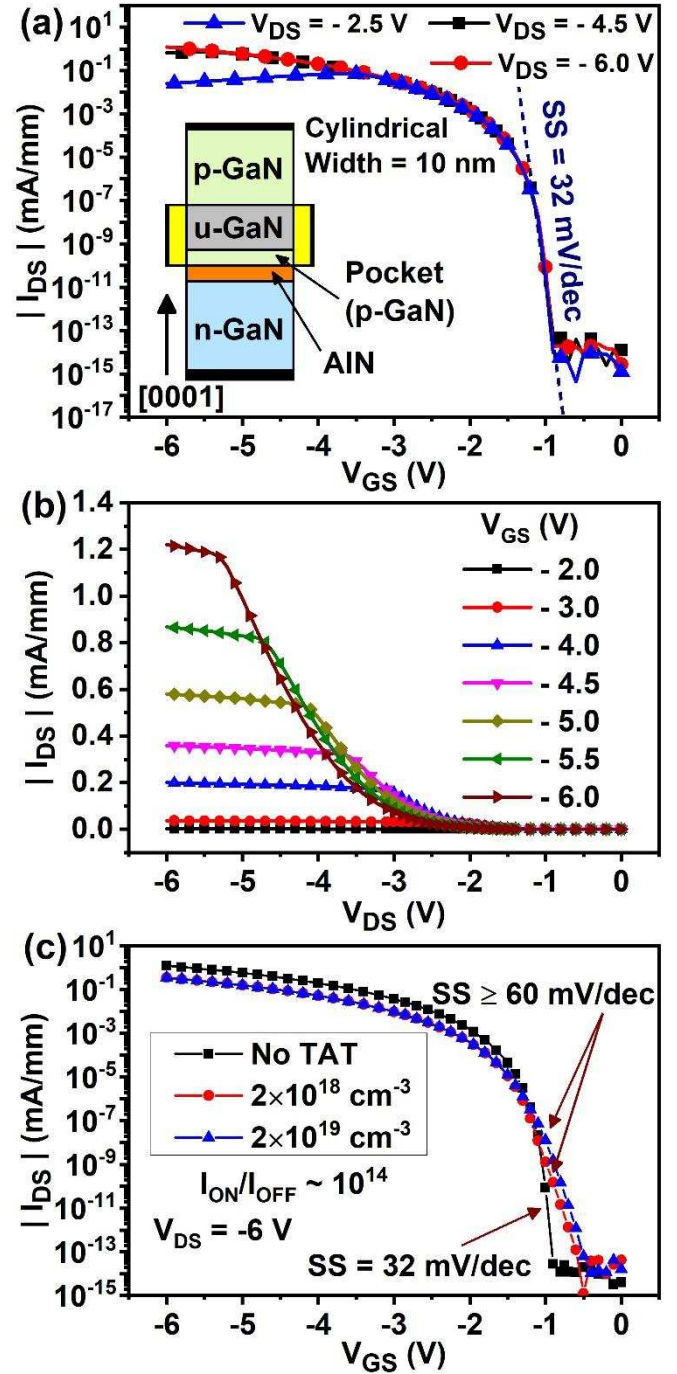 (a)
V_DS = - 2.5 V
V_DS = - 4.5 V
V_DS = - 6.0 V
10^1
10^-1
10^-3
10^-5
10^-7
10^-9
10^-11
10^-13
10^-15
10^-17
| I_DS | (mA/mm)
Cylindrical
Width = 10 nm
p-GaN
u-GaN
n-GaN
Pocket
(p-GaN)
AlN
[0001]
SS = 32 mV/dec
-6 -5 -4 -3 -2 -1 0
V_GS (V)
(b)
1.4
1.2
1.0
0.8
0.6
0.4
0.2
0.0
| I_DS | (mA/mm)
V_GS (V)
- 2.0
- 3.0
- 4.0
- 4.5
- 5.0
- 5.5
- 6.0
-6 -5 -4 -3 -2 -1 0
V_DS (V)
(c)
10^1
10^-1
10^-3
10^-5
10^-7
10^-9
10^-11
10^-13
10^-15
| I_DS | (mA/mm)
SS ≥ 60 mV/dec
No TAT
2×10^18 cm^-3
2×10^19 cm^-3
I_ON/I_OFF ~ 10^14
V_DS = -6 V
SS = 32 mV/dec
-6 -5 -4 -3 -2 -1 0
V_GS (V)